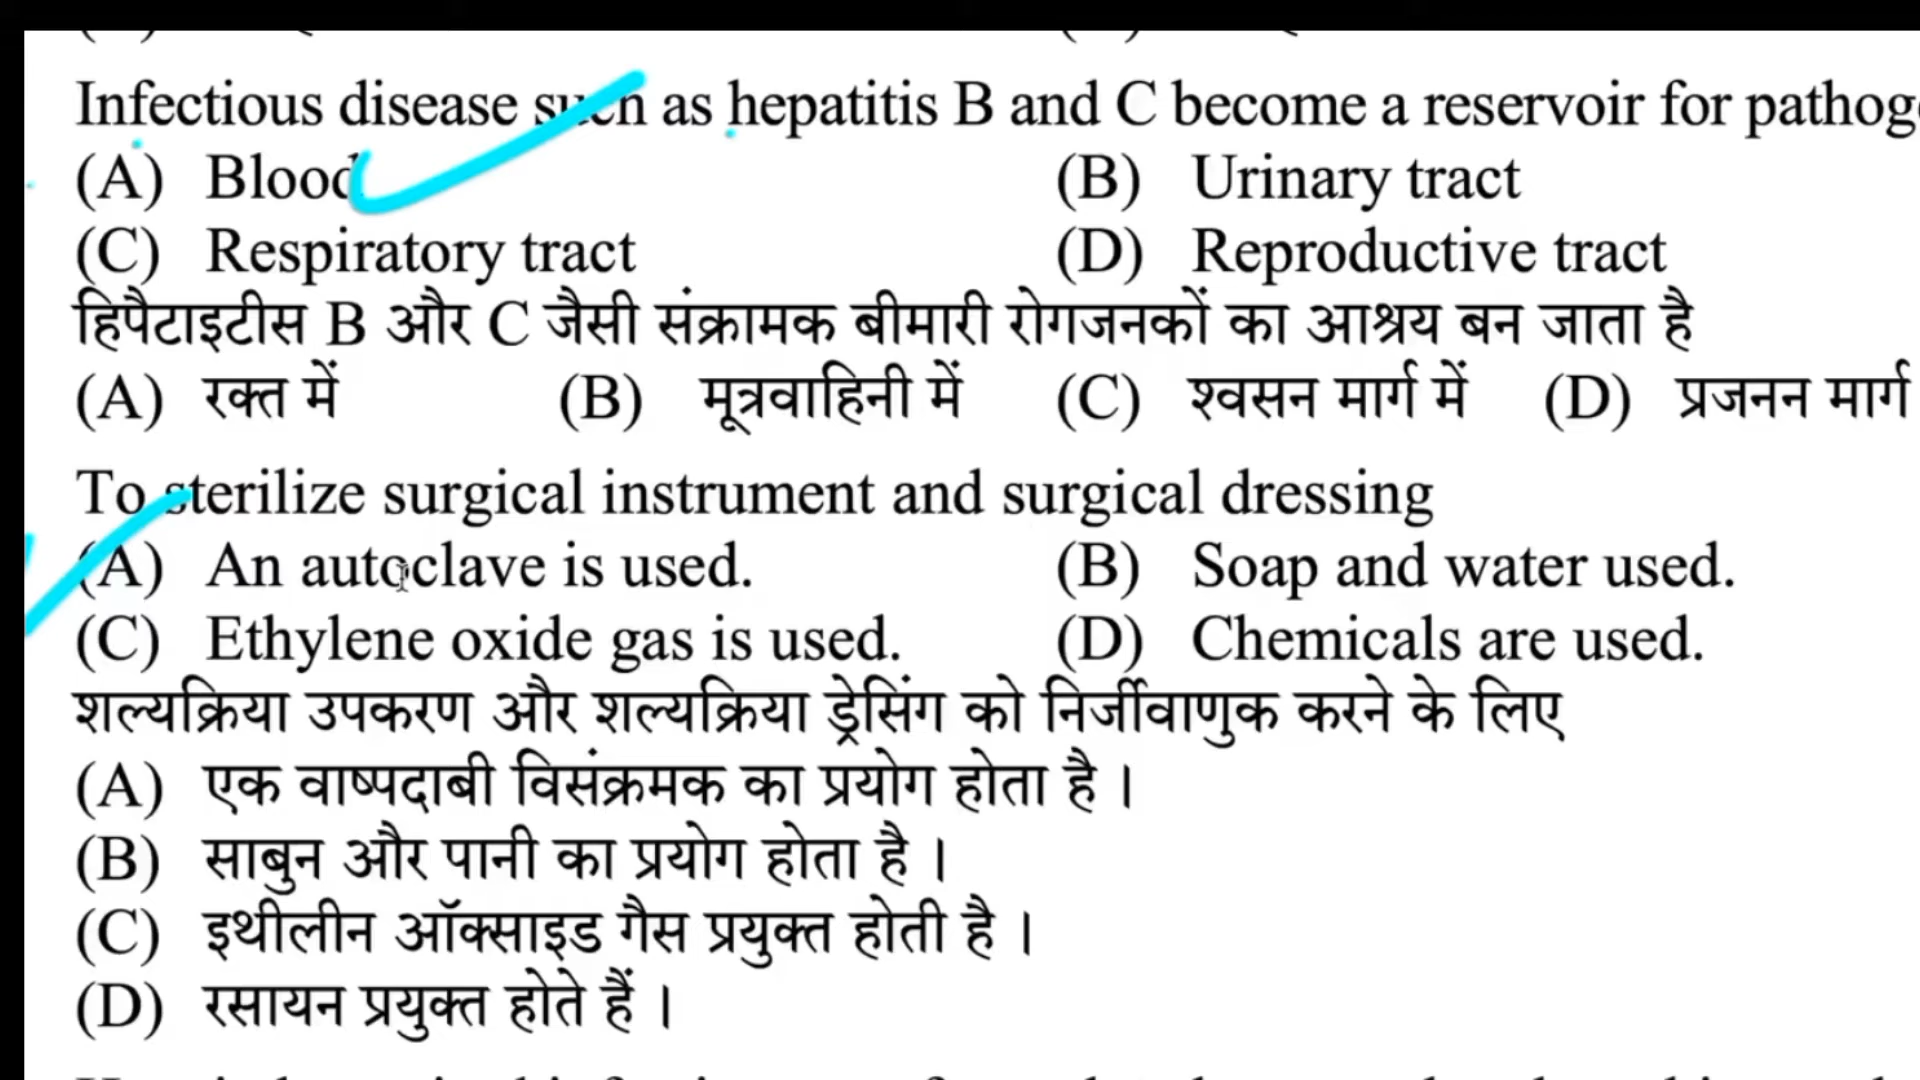 Infectious disease such as hepatitis B and C become a reservoir for
(A) Blood (B) Urinary tract
(C) Respiratory tract (D) Reproductive tract
हिपैटाइटीस B और C जैसी संक्रामक बीमारी रोगजनकों का आश्रय बन जाता है
(A) रक्त में (B) मूत्रवाहिनी में (C) श्वसन मार्ग में (D) प्रजनन मार्ग
To sterilize surgical instrument and surgical dressing
(A) An autoclave is used. (B) Soap and water used.
(C) Ethylene oxide gas is used. (D) Chemicals are used.
शल्यक्रिया उपकरण और शल्यक्रिया ड्रेसिंग को निर्जीवाणुक करने के लिए
(A) एक वाष्पदाबी विसंक्रमक का प्रयोग होता है ।
(B) साबुन और पानी का प्रयोग होता है ।
(C) इथीलीन ऑक्साइड गैस प्रयुक्त होती है ।
(D) रसायन प्रयुक्त होते हैं ।